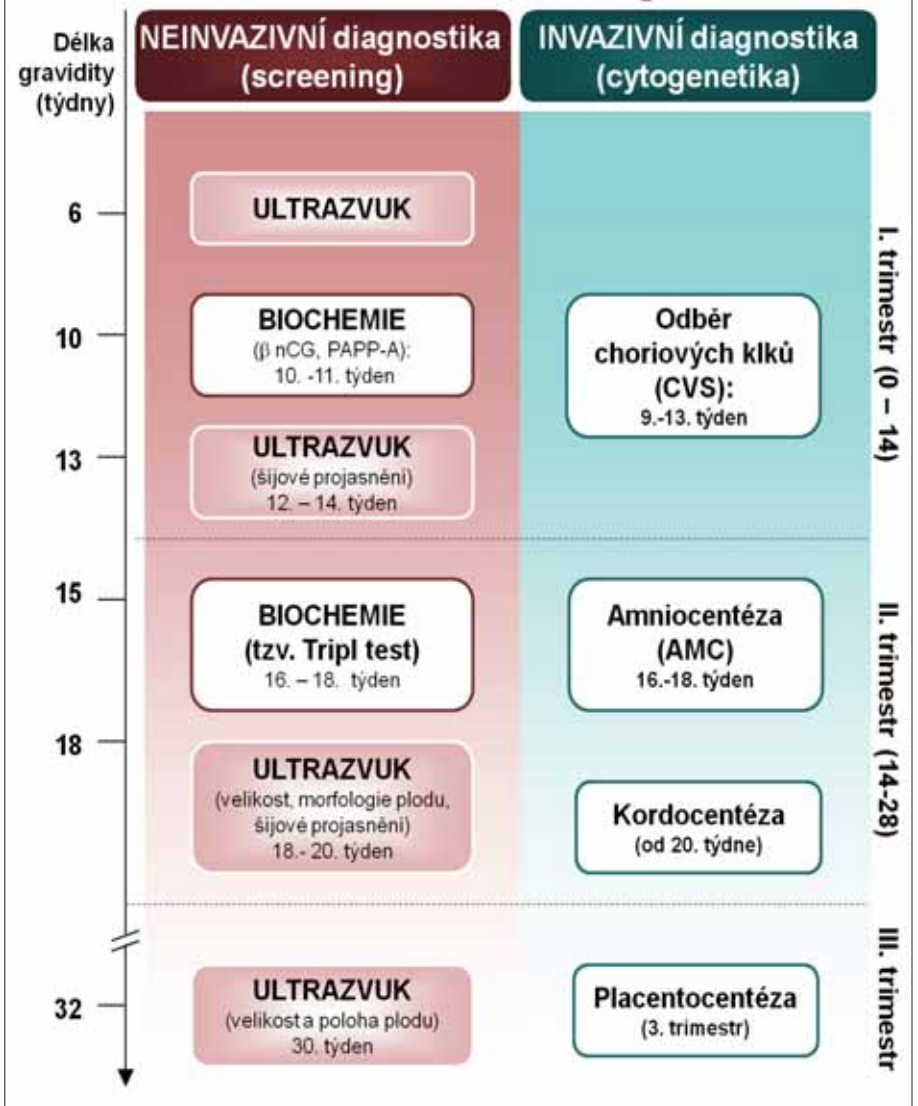 Délka
gravidity
(týdny)
NEINVAZIVNÍ diagnostika
(screening)
INVAZIVNÍ diagnostika
(cytogenetika)
6
ULTRAZVUK
10
BIOCHEMIE
(β nCG, PAPP-A):
10. -11. týden
Odběr
choriových klků
(CVS):
9.-13. týden
13
ULTRAZVUK
(šíjové projasnění)
12. – 14. týden
I. trimestr (0 – 14)
15
BIOCHEMIE
(tzv. Tripl test)
16. – 18. týden
Amniocentéza
(AMC)
16.-18. týden
18
ULTRAZVUK
(velikost, morfologie plodu,
šíjové projasnění)
18.- 20. týden
Kordocentéza
(od 20. týdne)
II. trimestr (14-28)
32
ULTRAZVUK
(velikost a poloha plodu)
30. týden
Placentocentéza
(3. trimestr)
III. trimestr